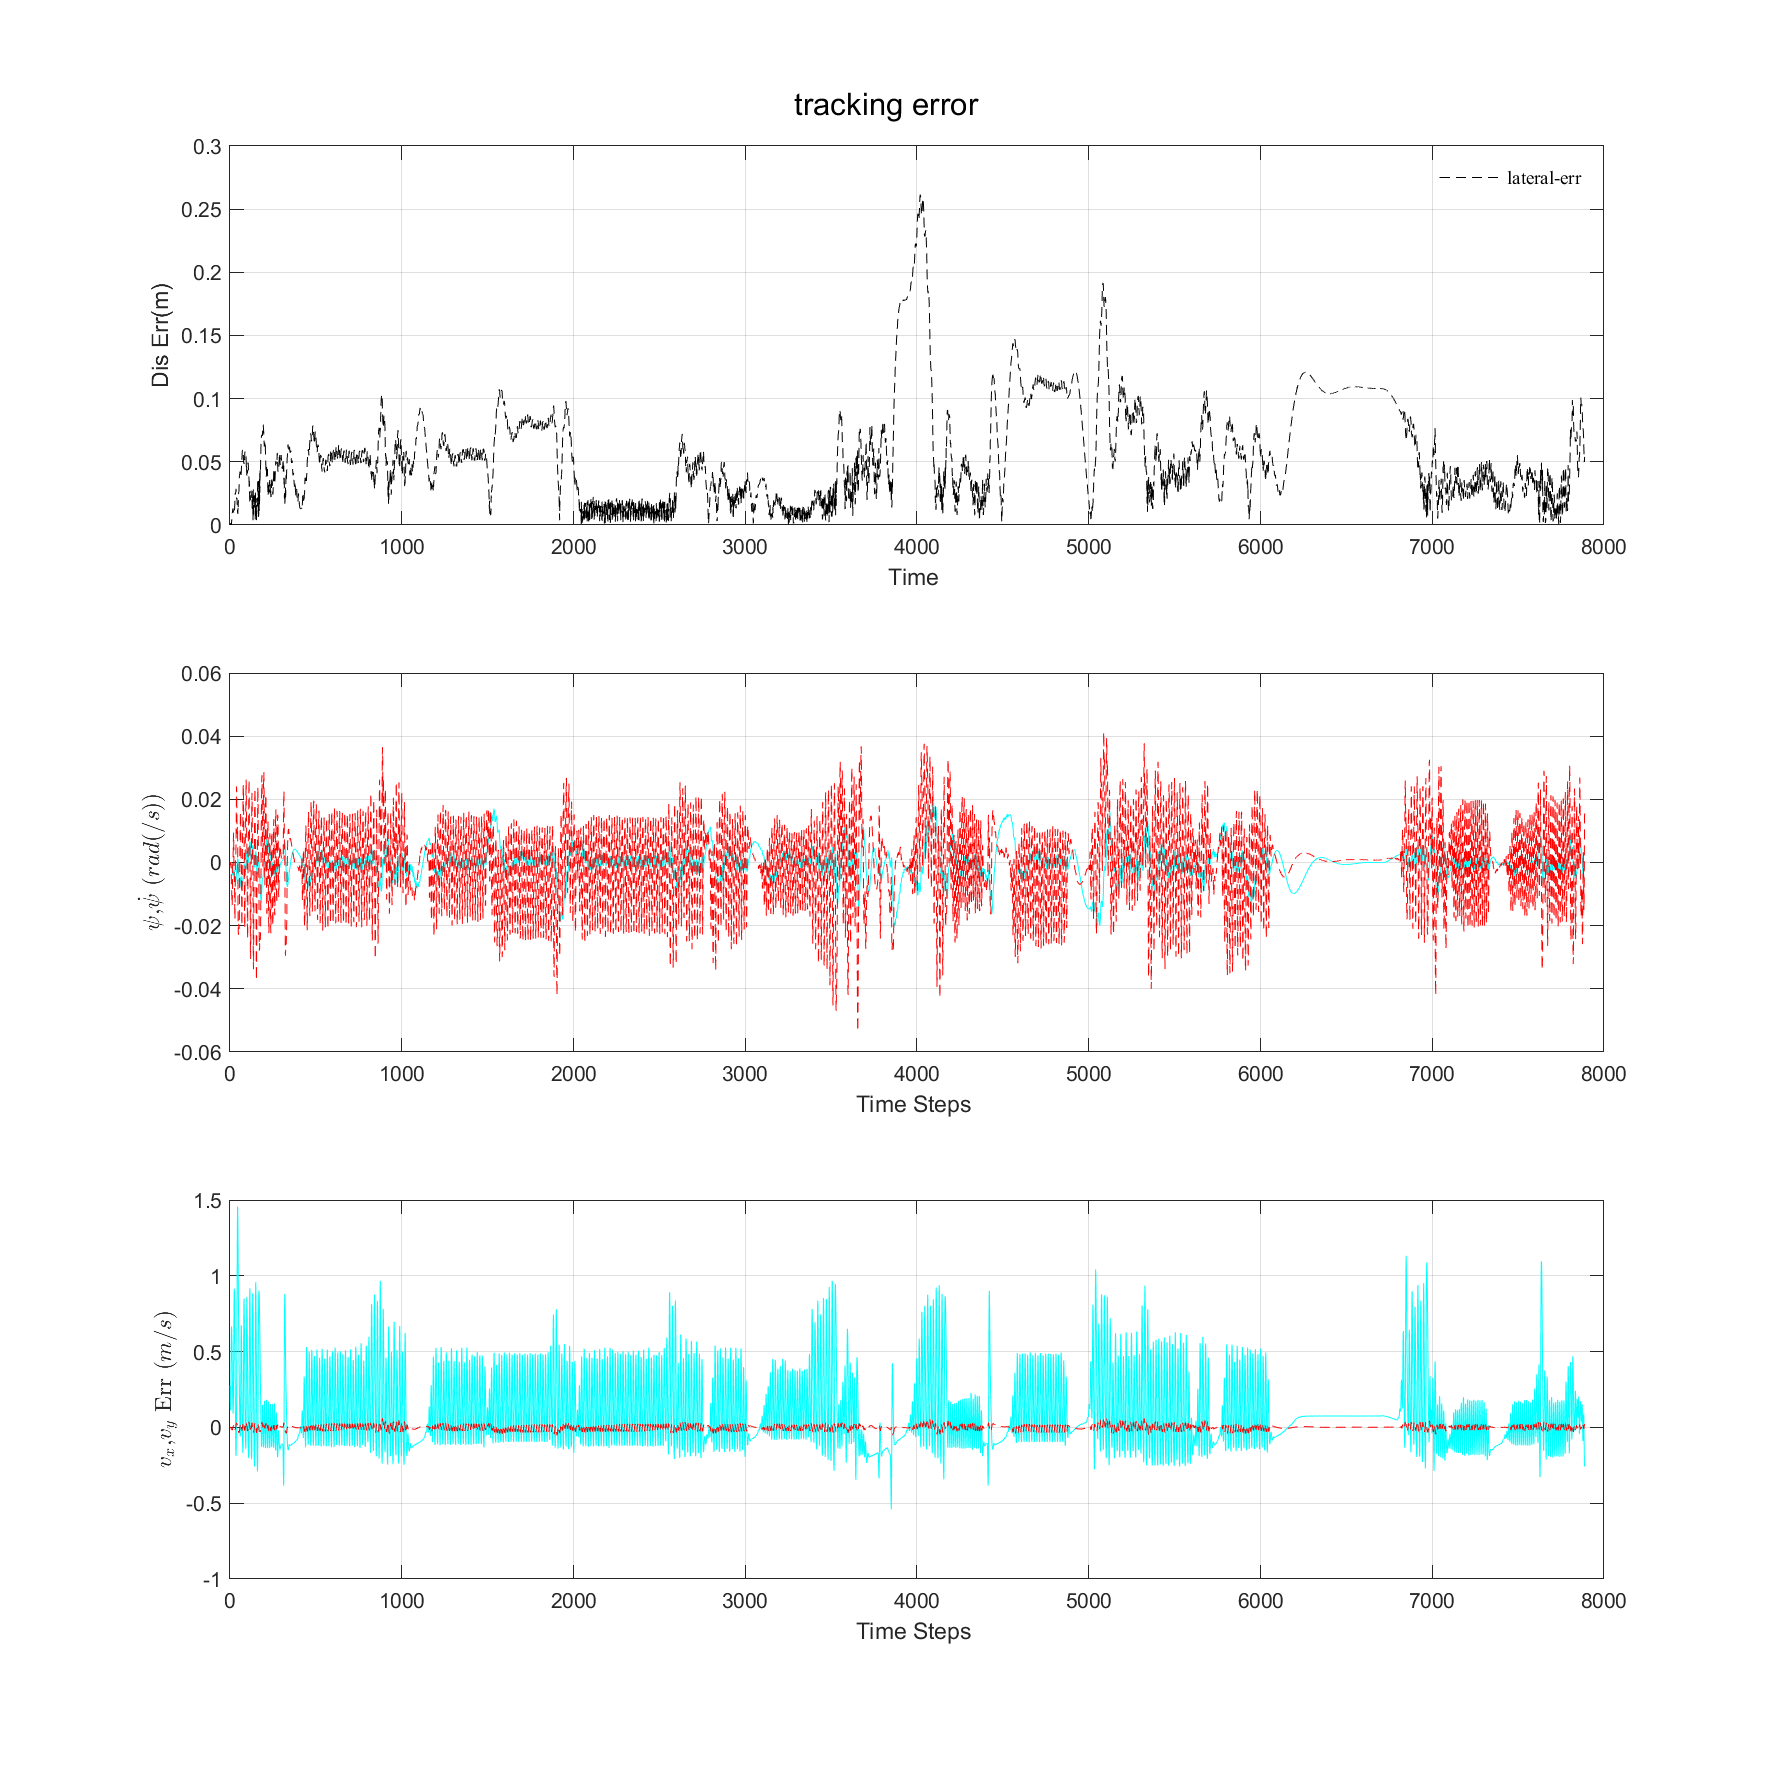 tracking error
0.3
0.25
0.2
0.15
0.1
0.05
0
Dis Err(m)
lateral-err
0 1000 2000 3000 4000 5000 6000 7000 8000
Time
0.06
0.04
0.02
0
-0.02
-0.04
-0.06
ψ,ψ̇ (rad(/s))
0 1000 2000 3000 4000 5000 6000 7000 8000
Time Steps
1.5
1
0.5
0
-0.5
-1
v_x,v_y Err (m/s)
0 1000 2000 3000 4000 5000 6000 7000 8000
Time Steps